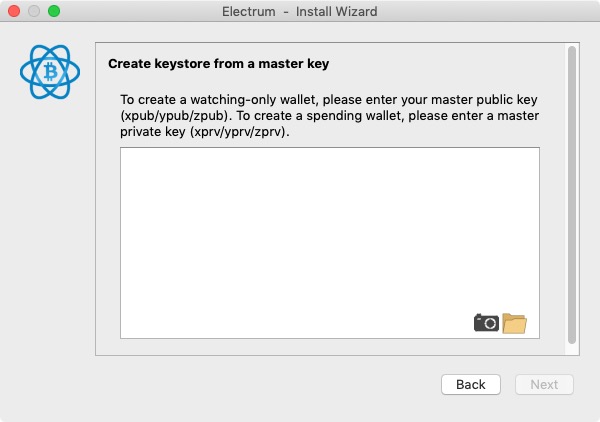 Electrum - Install Wizard
Create keystore from a master key
To create a watching-only wallet, please enter your master public key
(xpub/ypub/zpub). To create a spending wallet, please enter a master
private key (xprv/yprv/zprv).
Back
Next